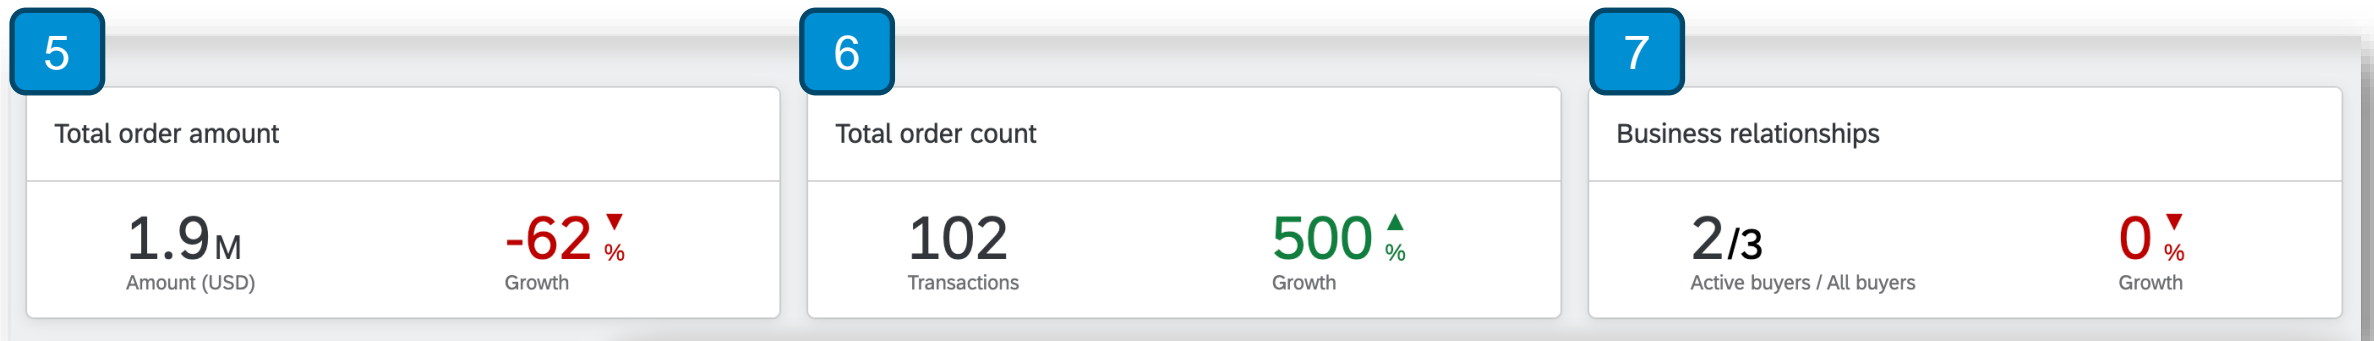 5
6
7
Total order amount
1.9M
Amount (USD)
-62 ▼ %
Growth
Total order count
102
Transactions
500 ▲ %
Growth
Business relationships
2/3
Active buyers / All buyers
0 ▼ %
Growth